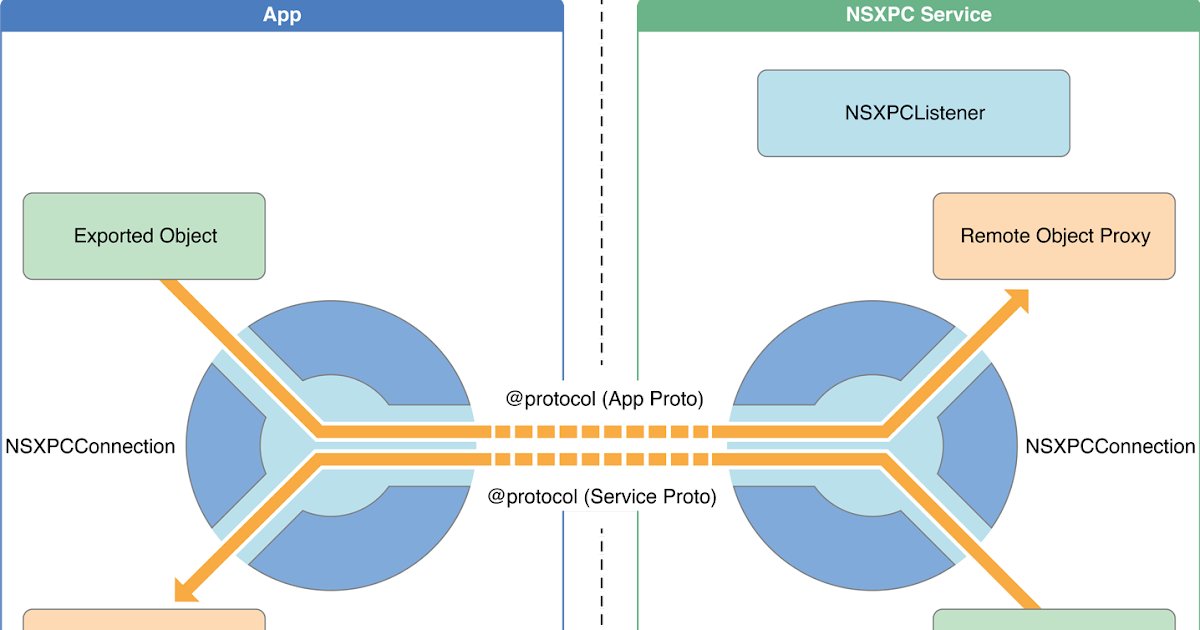 App
NSXPC Service
NSXPCListener
Exported Object
Remote Object Proxy
@protocol (App Proto)
NSXPCConnection
NSXPCConnection
@protocol (Service Proto)